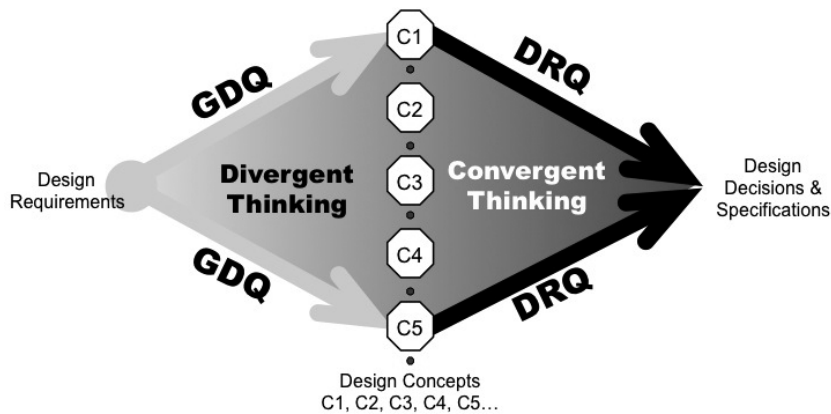 C1
GDQ
DRQ
C2
Design
Requirements
Divergent
Thinking
C3
Convergent
Thinking
Design
Decisions &
Specifications
C4
GDQ
DRQ
C5
Design Concepts
C1, C2, C3, C4, C5...